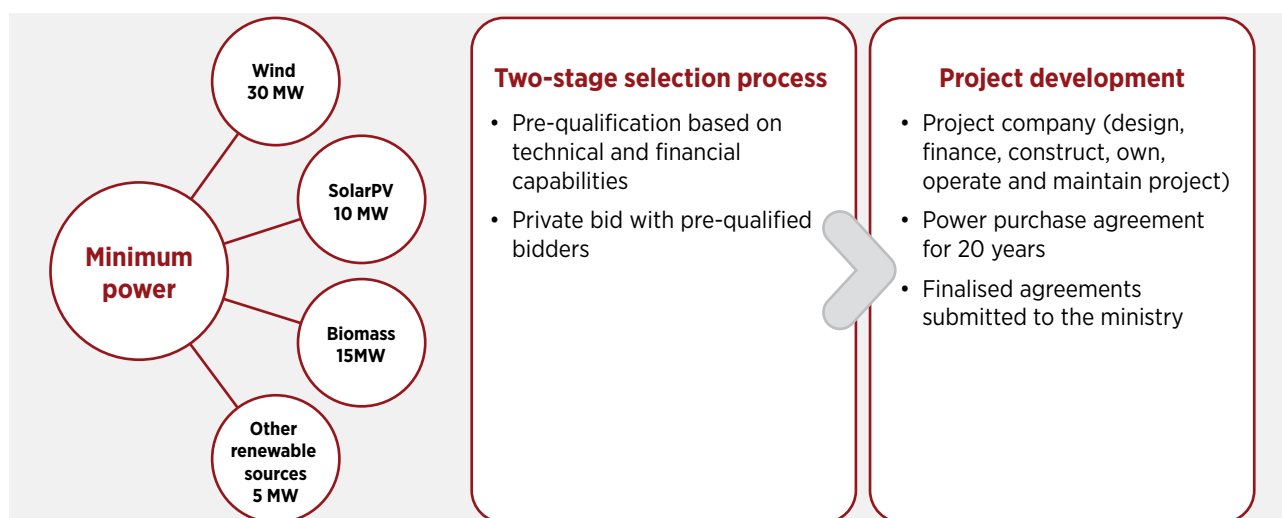 Minimum
power
Wind
30 MW
SolarPV
10 MW
Biomass
15MW
Other
renewable
sources
5 MW
Two-stage selection process
• Pre-qualification based on
technical and financial
capabilities
• Private bid with pre-qualified
bidders
Project development
• Project company (design,
finance, construct, own,
operate and maintain project)
• Power purchase agreement
for 20 years
• Finalised agreements
submitted to the ministry